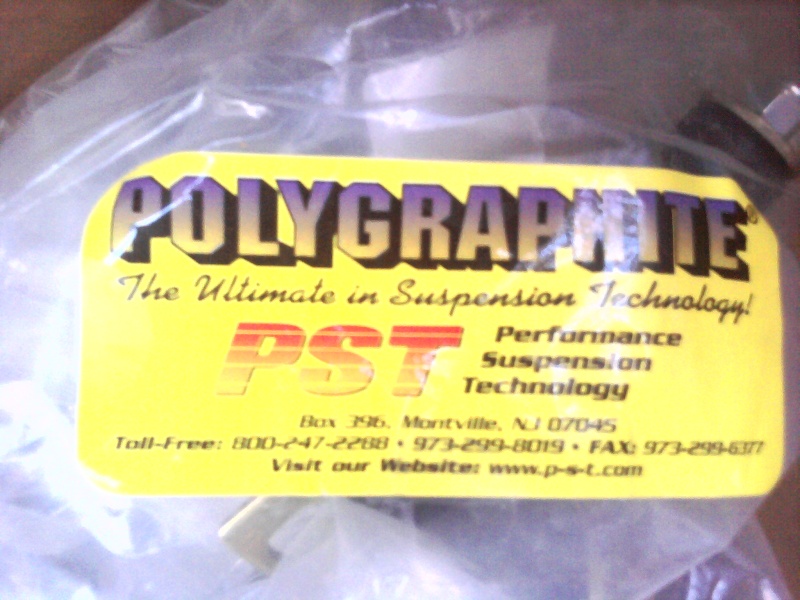 POLYGRAPHITE®
The Ultimate in Suspension Technology!
PST
Performance
Suspension
Technology
Box 396, Montville, NJ 07045
Toll-Free: 800-247-2288 • 973-299-8019 • FAX: 973-299-6377
Visit our Website: www.p-s-t.com